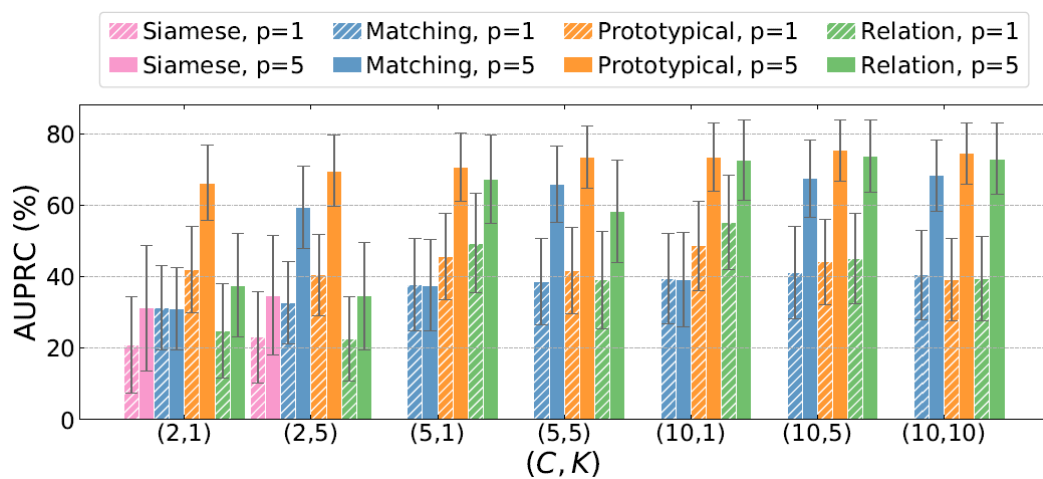 Siamese, p=1 Matching, p=1 Prototypical, p=1 Relation, p=1
Siamese, p=5 Matching, p=5 Prototypical, p=5 Relation, p=5
AUPRC (%)
80
60
40
20
0
(2,1) (2,5) (5,1) (5,5) (10,1) (10,5) (10,10)
(C, K)